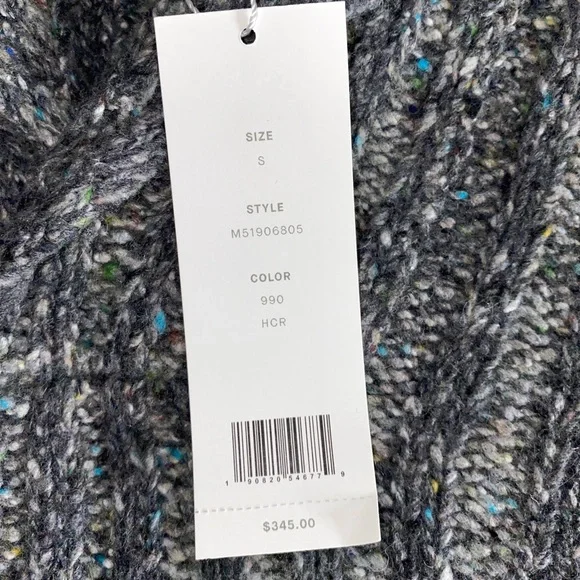 SIZE
S
STYLE
M51906805
COLOR
990
HCR
1 90820 54677 9
$345.00